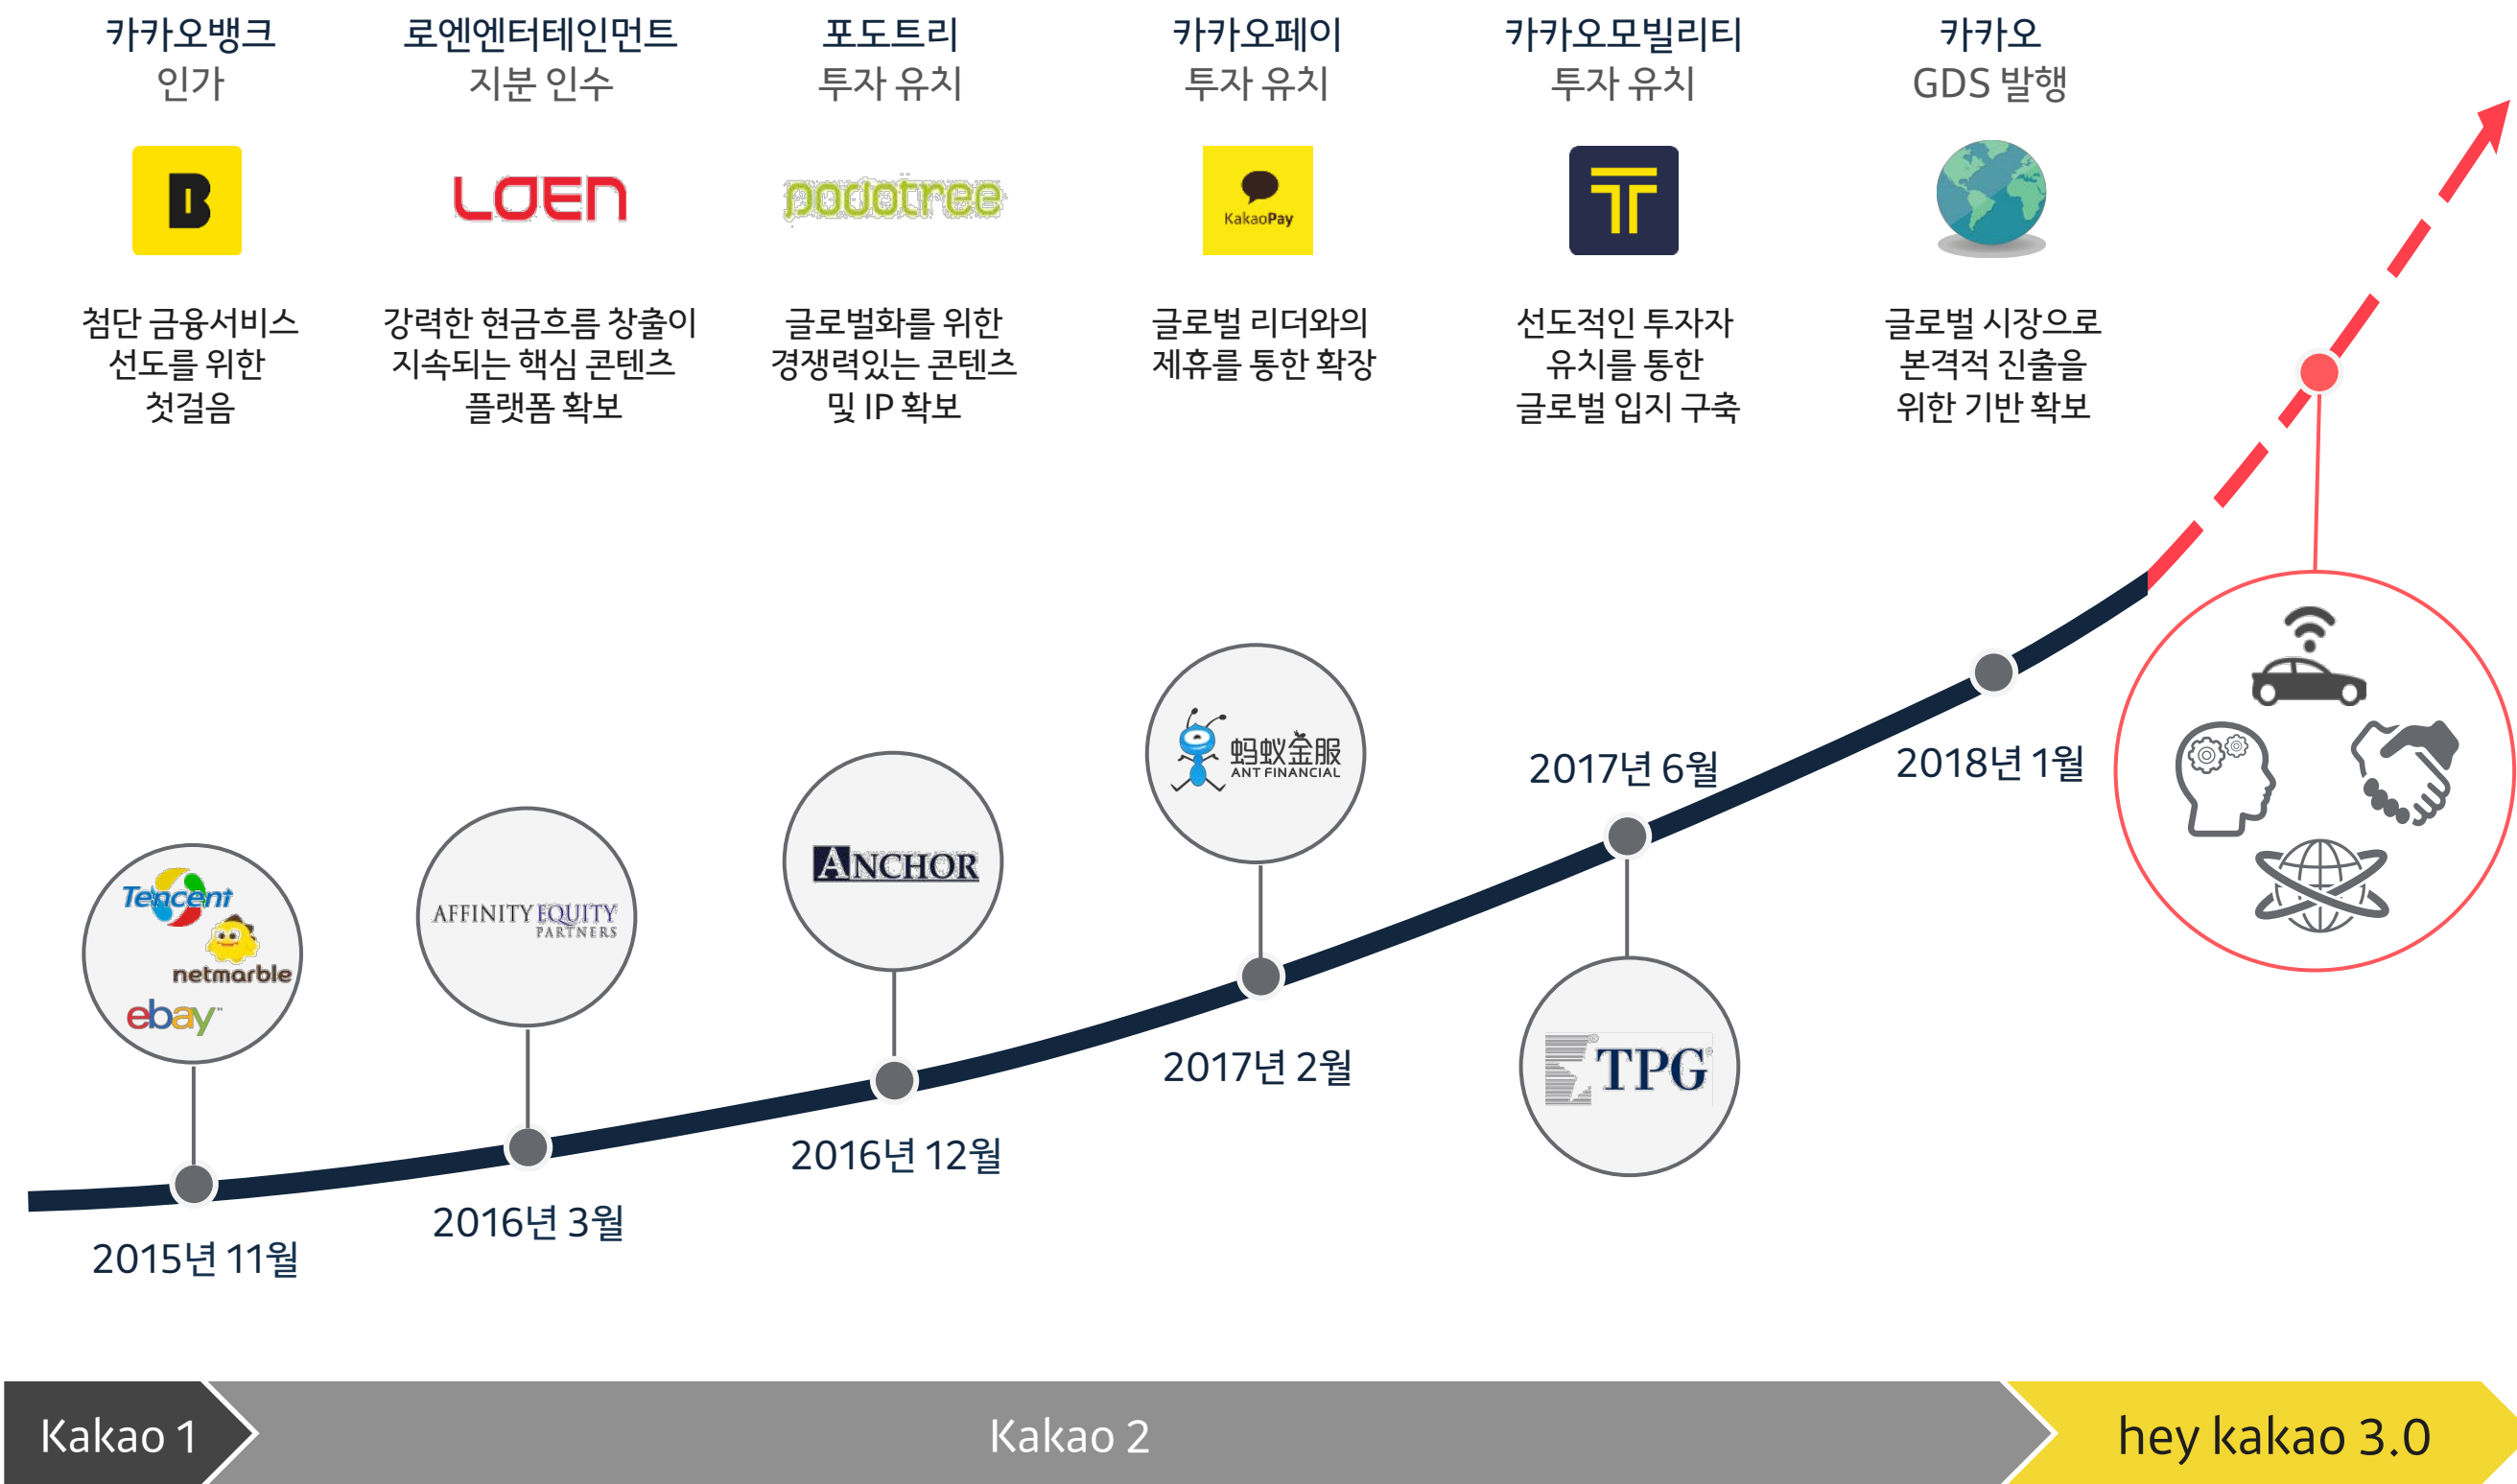 카카오뱅크
인가
첨단 금융서비스
선도를 위한
첫걸음
로엔엔터테인먼트
지분 인수
LOEN
강력한 현금흐름 창출이
지속되는 핵심 콘텐츠
플랫폼 확보
포도트리
투자 유치
podotree
글로벌화를 위한
경쟁력있는 콘텐츠
및 IP 확보
카카오페이
투자 유치
KakaoPay
글로벌 리더와의
제휴를 통한 확장
카카오모빌리티
투자 유치
T
선도적인 투자자
유치를 통한
글로벌 입지 구축
카카오
GDS 발행
글로벌 시장으로
본격적 진출을
위한 기반 확보
Tencent
netmarble
ebay™
2015년 11월
AFFINITY EQUITY
PARTNERS
2016년 3월
ANCHOR
2016년 12월
蚂蚁金服
ANT FINANCIAL
2017년 2월
2017년 6월
TPG
2018년 1월
B
Kakao 1
Kakao 2
hey kakao 3.0